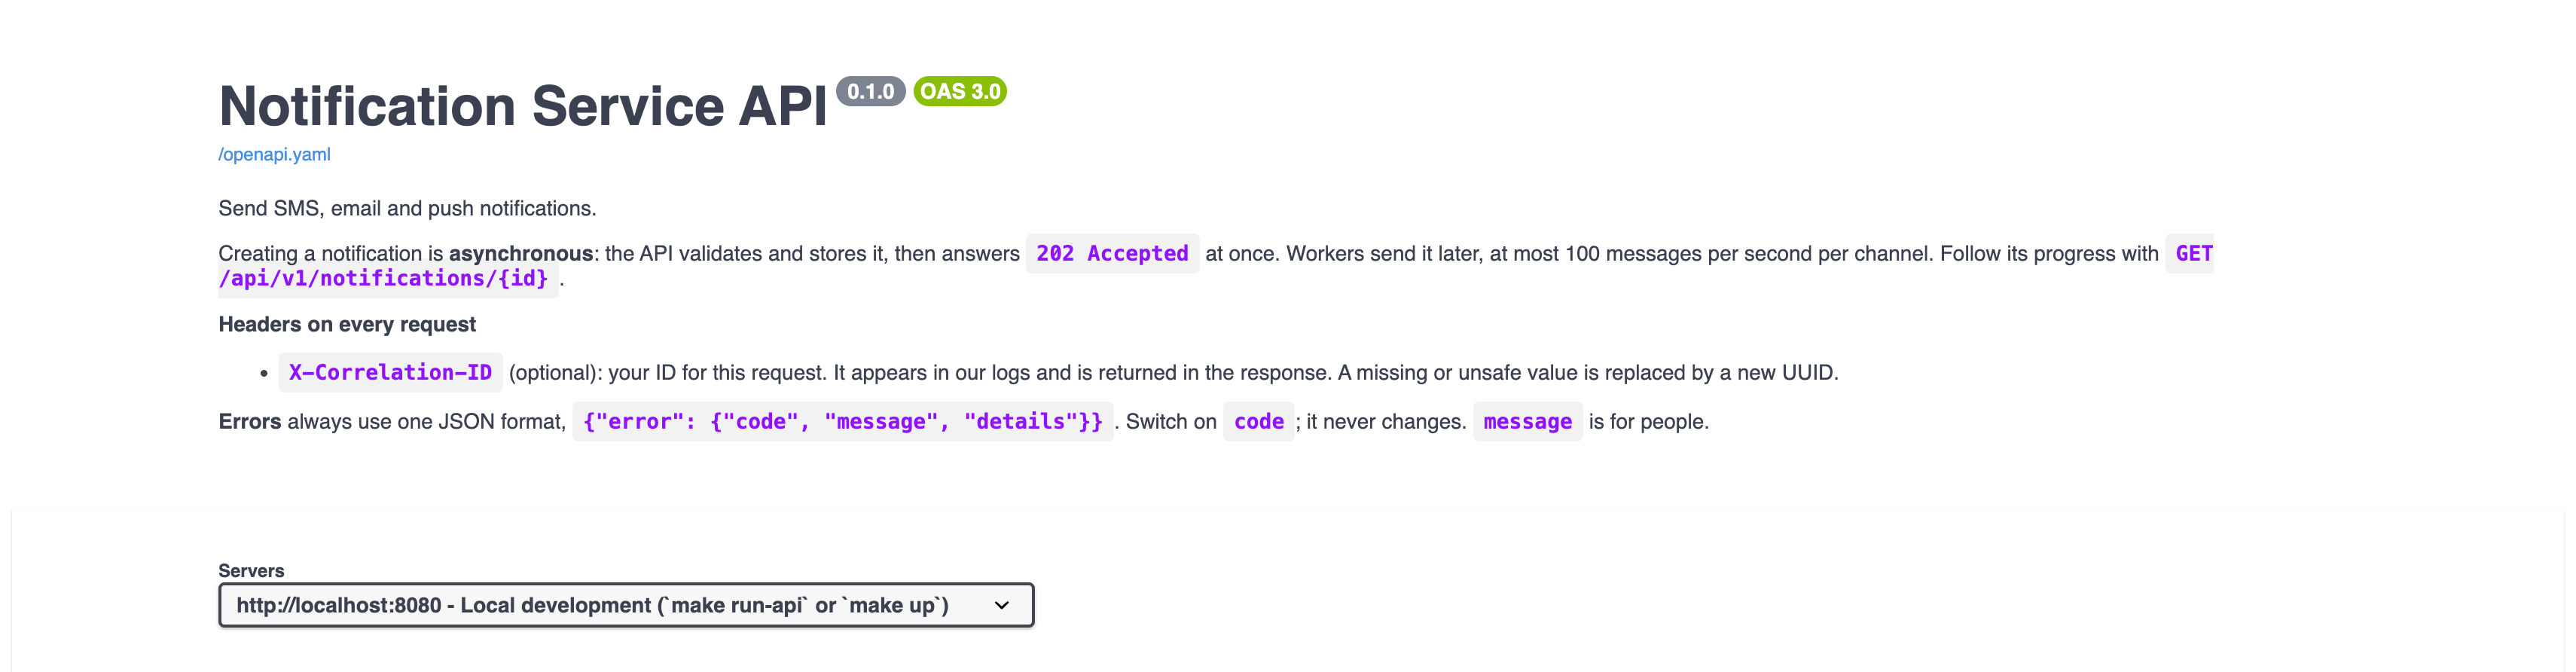 Notification Service API 0.1.0 OAS 3.0
/openapi.yaml
Send SMS, email and push notifications.
Creating a notification is asynchronous: the API validates and stores it, then answers 202 Accepted at once. Workers send it later, at most 100 messages per second per channel. Follow its progress with GET
/api/v1/notifications/{id} .
Headers on every request
• X-Correlation-ID (optional): your ID for this request. It appears in our logs and is returned in the response. A missing or unsafe value is replaced by a new UUID.
Errors always use one JSON format, {"error": {"code", "message", "details"}} . Switch on code ; it never changes. message is for people.
Servers
http://localhost:8080 - Local development (`make run-api` or `make up`)